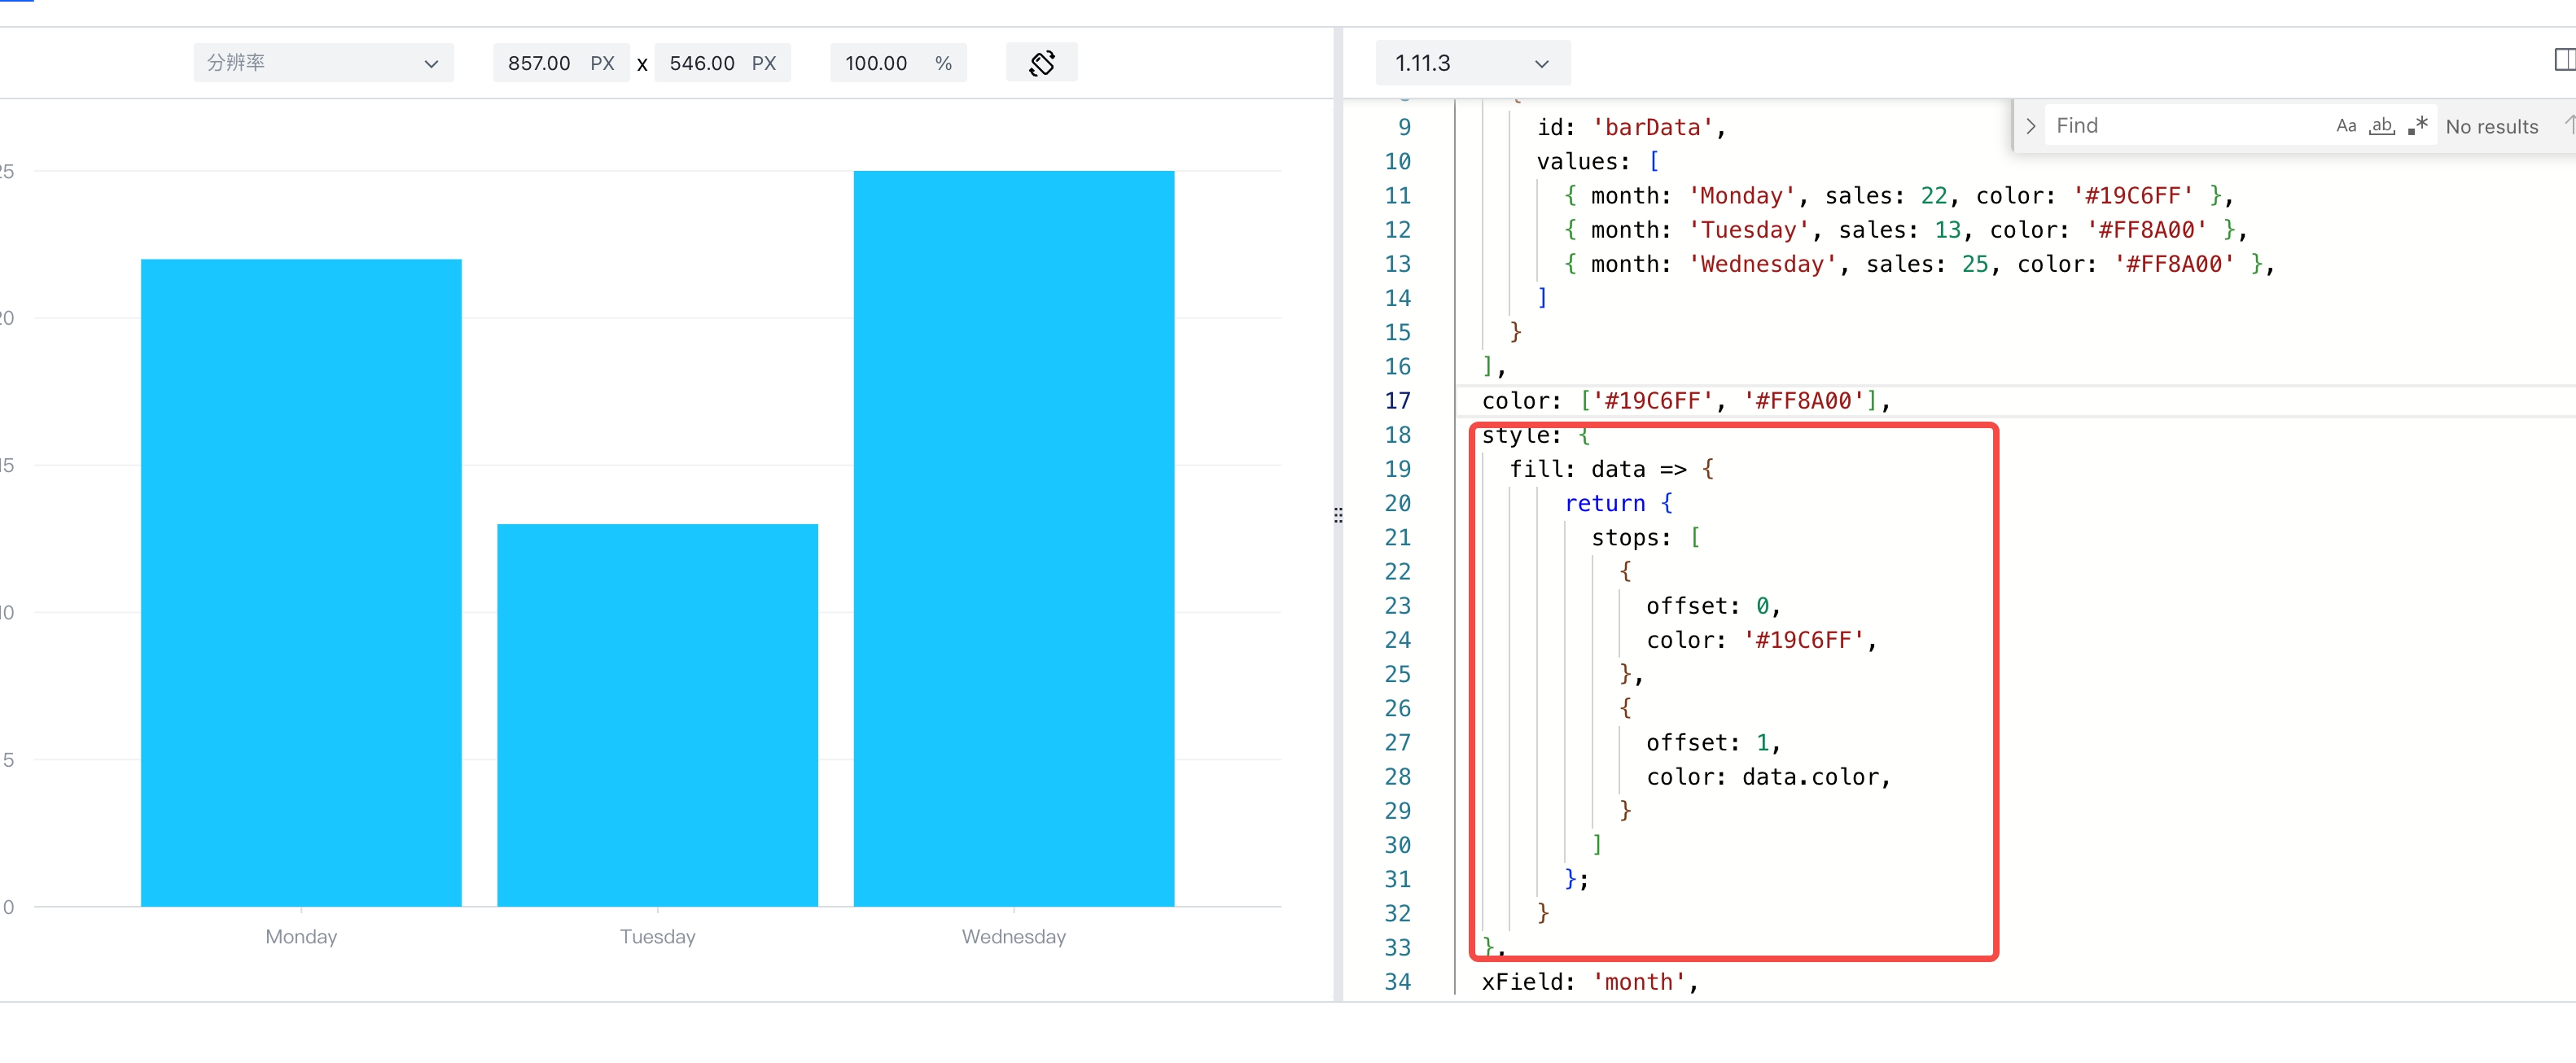 分辨率
857.00 PX x 546.00 PX
100.00 %
1.11.3
Find
Aa
ab
No results
20
15
10
5
0
Monday
Tuesday
Wednesday
9 id: 'barData',
10 values: [
11 { month: 'Monday', sales: 22, color: '#19C6FF' },
12 { month: 'Tuesday', sales: 13, color: '#FF8A00' },
13 { month: 'Wednesday', sales: 25, color: '#FF8A00' },
14 ]
15 }
16 ],
17 color: ['#19C6FF', '#FF8A00'],
18 style: {
19 fill: data => {
20 return {
21 stops: [
22 {
23 offset: 0,
24 color: '#19C6FF',
25 },
26 {
27 offset: 1,
28 color: data.color,
29 }
30 ]
31 };
32 }
33 },
34 xField: 'month',